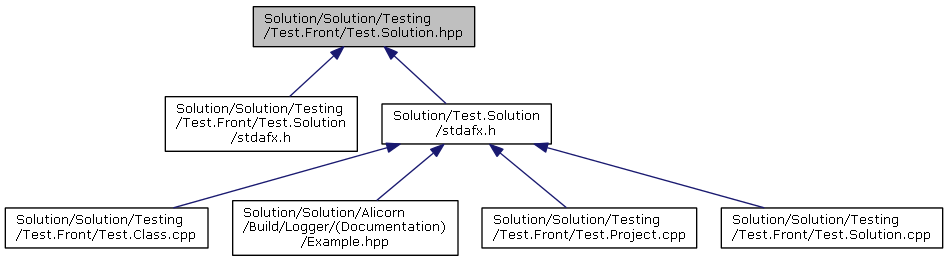 Solution/Solution/Testing
/Test.Front/Test.Solution.hpp
Solution/Solution/Testing
/Test.Front/Test.Solution
/stdafx.h
Solution/Test.Solution
/stdafx.h
Solution/Solution/Testing
/Test.Front/Test.Class.cpp
Solution/Solution/Alicorn
/Build/Logger/(Documentation)
/Example.hpp
Solution/Solution/Testing
/Test.Front/Test.Project.cpp
Solution/Solution/Testing
/Test.Front/Test.Solution.cpp